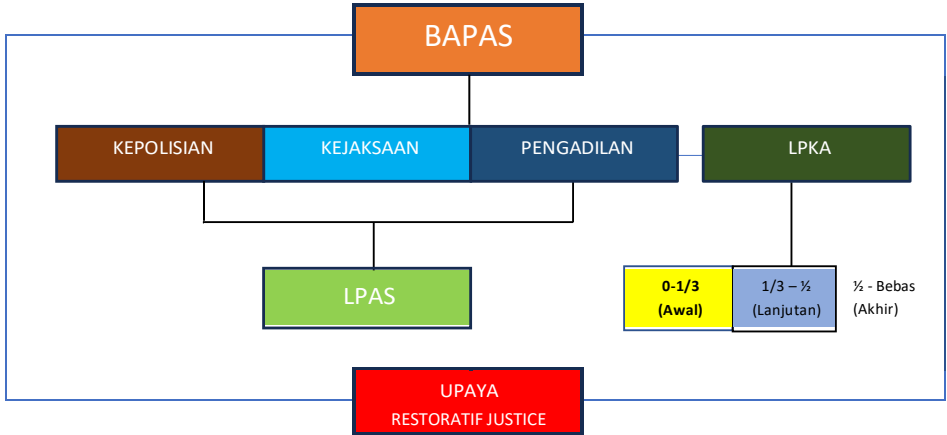 BAPAS
KEPOLISIAN
KEJAKSAAN
PENGADILAN
LPKA
LPAS
0-1/3
(Awal)
1/3 – ½
(Lanjutan)
½ - Bebas
(Akhir)
UPAYA
RESTORATIF JUSTICE